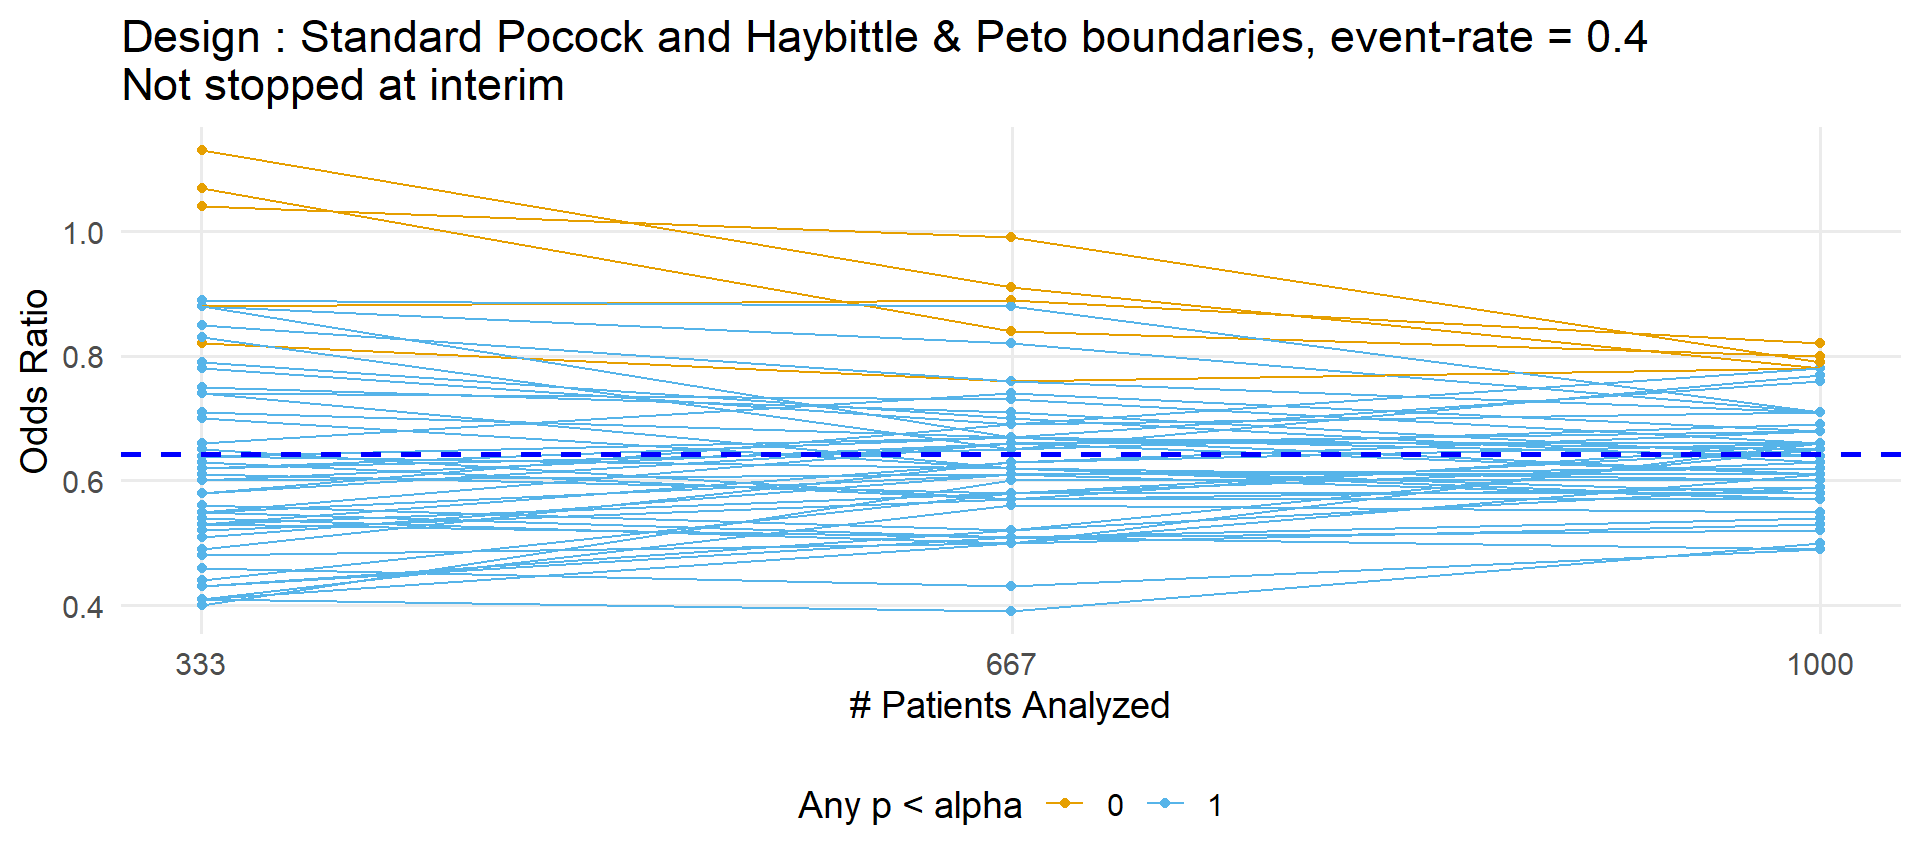 Design : Standard Pocock and Haybittle & Peto boundaries, event-rate = 0.4
Not stopped at interim
Odds Ratio
1.0
0.8
0.6
0.4
333 667 1000
# Patients Analyzed
Any p < alpha 0 1